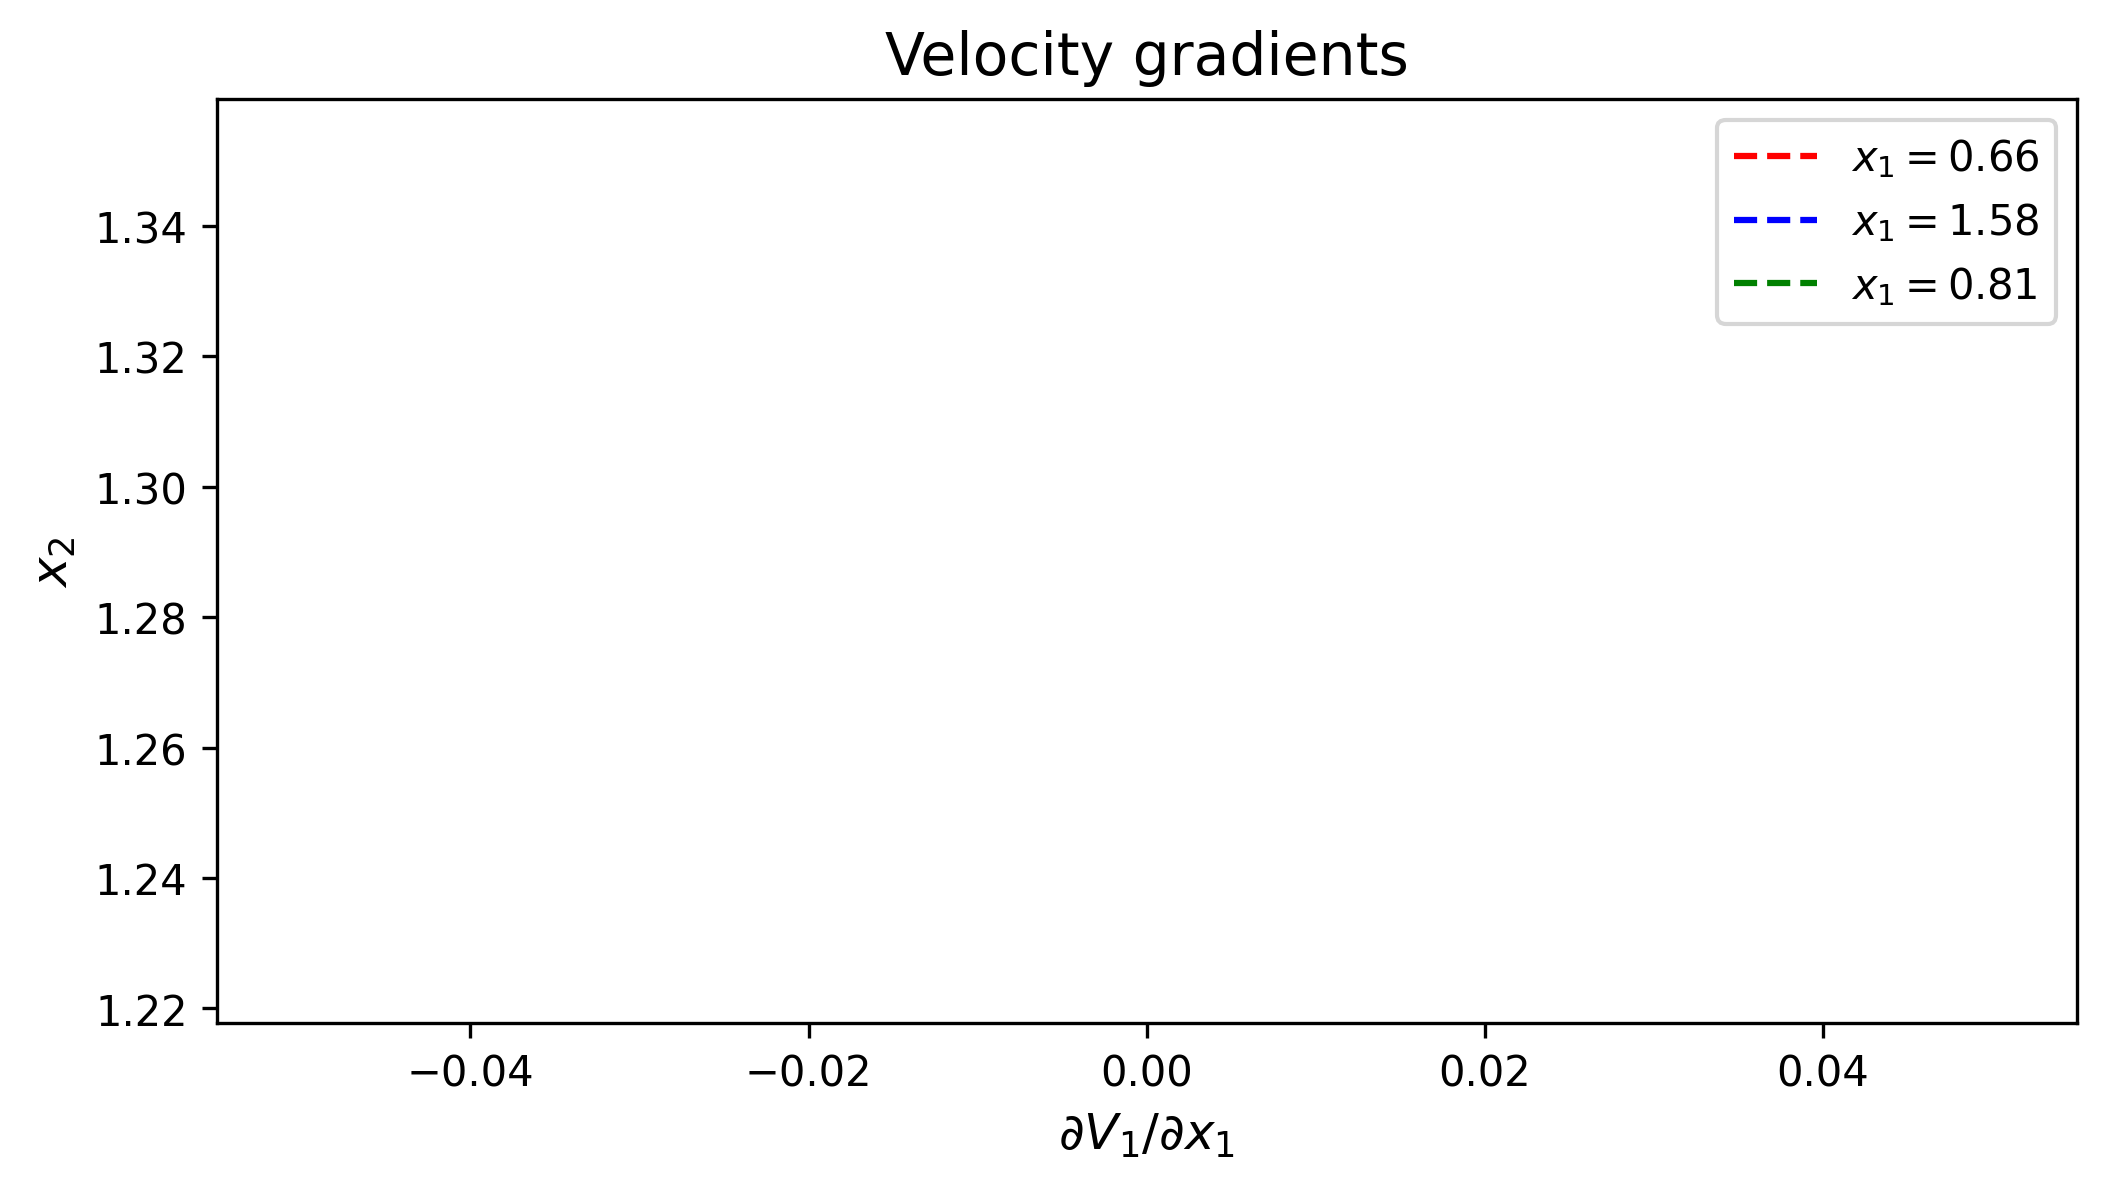 Velocity gradients
x₁ = 0.66
x₁ = 1.58
x₁ = 0.81
x₂
1.34
1.32
1.30
1.28
1.26
1.24
1.22
−0.04 −0.02 0.00 0.02 0.04
∂V₁/∂x₁